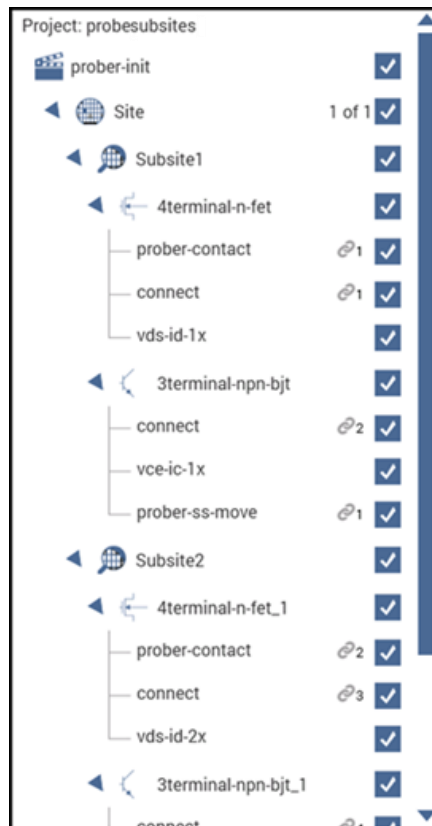 Project: probesubsites
prober-init
Site 1 of 1
Subsite1
4terminal-n-fet
prober-contact 1
connect 1
vds-id-1x
3terminal-npn-bjt
connect 2
vce-ic-1x
prober-ss-move 1
Subsite2
4terminal-n-fet_1
prober-contact 2
connect 3
vds-id-2x
3terminal-npn-bjt_1
connect